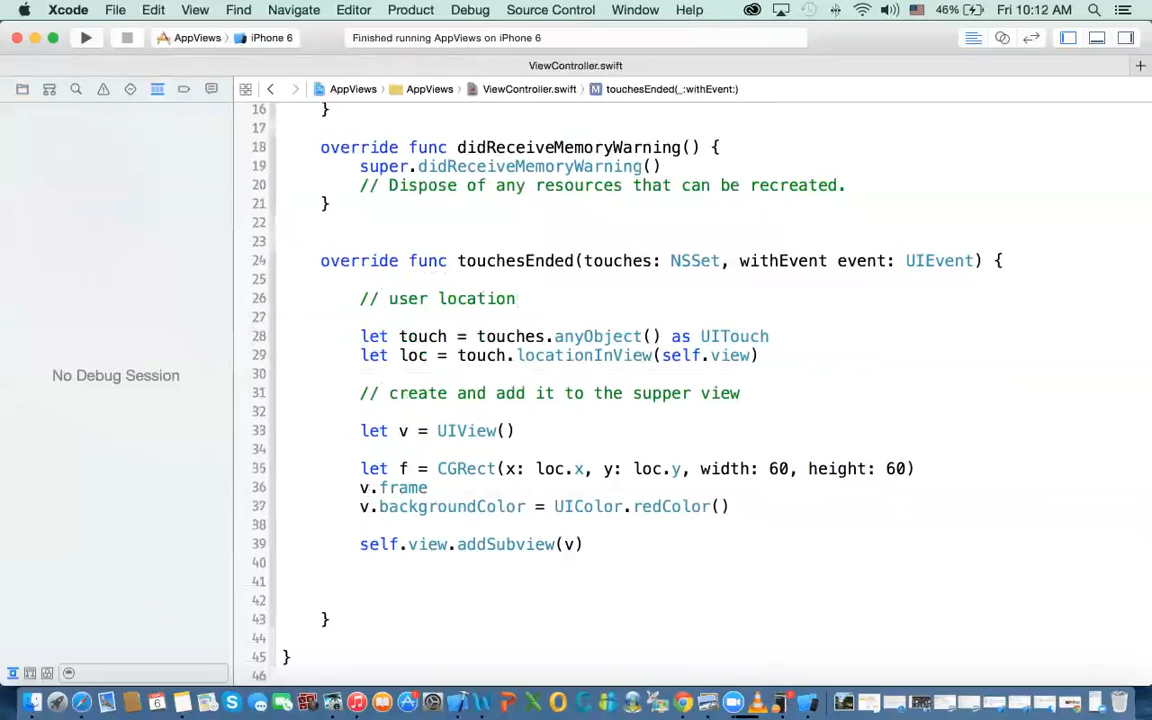 Xcode File Edit View Find Navigate Editor Product Debug Source Control Window Help 46% Fri 10:12 AM
AppViews iPhone 6 Finished running AppViews on iPhone 6
ViewController.swift
AppViews AppViews ViewController.swift M touchesEnded(_:withEvent:)
16 }
17
18 override func didReceiveMemoryWarning() {
19 super.didReceiveMemoryWarning()
20 // Dispose of any resources that can be recreated.
21 }
22
23
24 override func touchesEnded(touches: NSSet, withEvent event: UIEvent) {
25
26 // user location
27
28 let touch = touches.anyObject() as UITouch
29 let loc = touch.locationInView(self.view)
30
31 // create and add it to the supper view
32
33 let v = UIView()
34
35 let f = CGRect(x: loc.x, y: loc.y, width: 60, height: 60)
36 v.frame
37 v.backgroundColor = UIColor.redColor()
38
39 self.view.addSubview(v)
40
41
42
43 }
44
45 }
46
No Debug Session